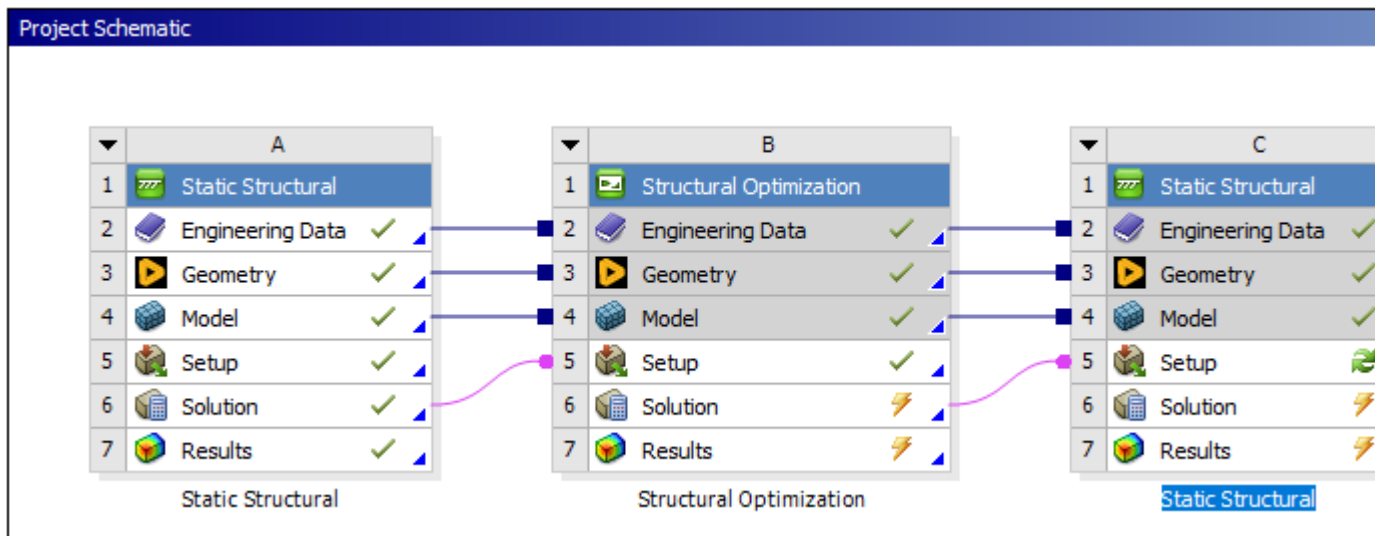 Project Schematic
A B C
1 Static Structural 1 Structural Optimization 1 Static Structural
2 Engineering Data 2 Engineering Data 2 Engineering Data
3 Geometry 3 Geometry 3 Geometry
4 Model 4 Model 4 Model
5 Setup 5 Setup 5 Setup
6 Solution 6 Solution 6 Solution
7 Results 7 Results 7 Results
Static Structural Structural Optimization Static Structural